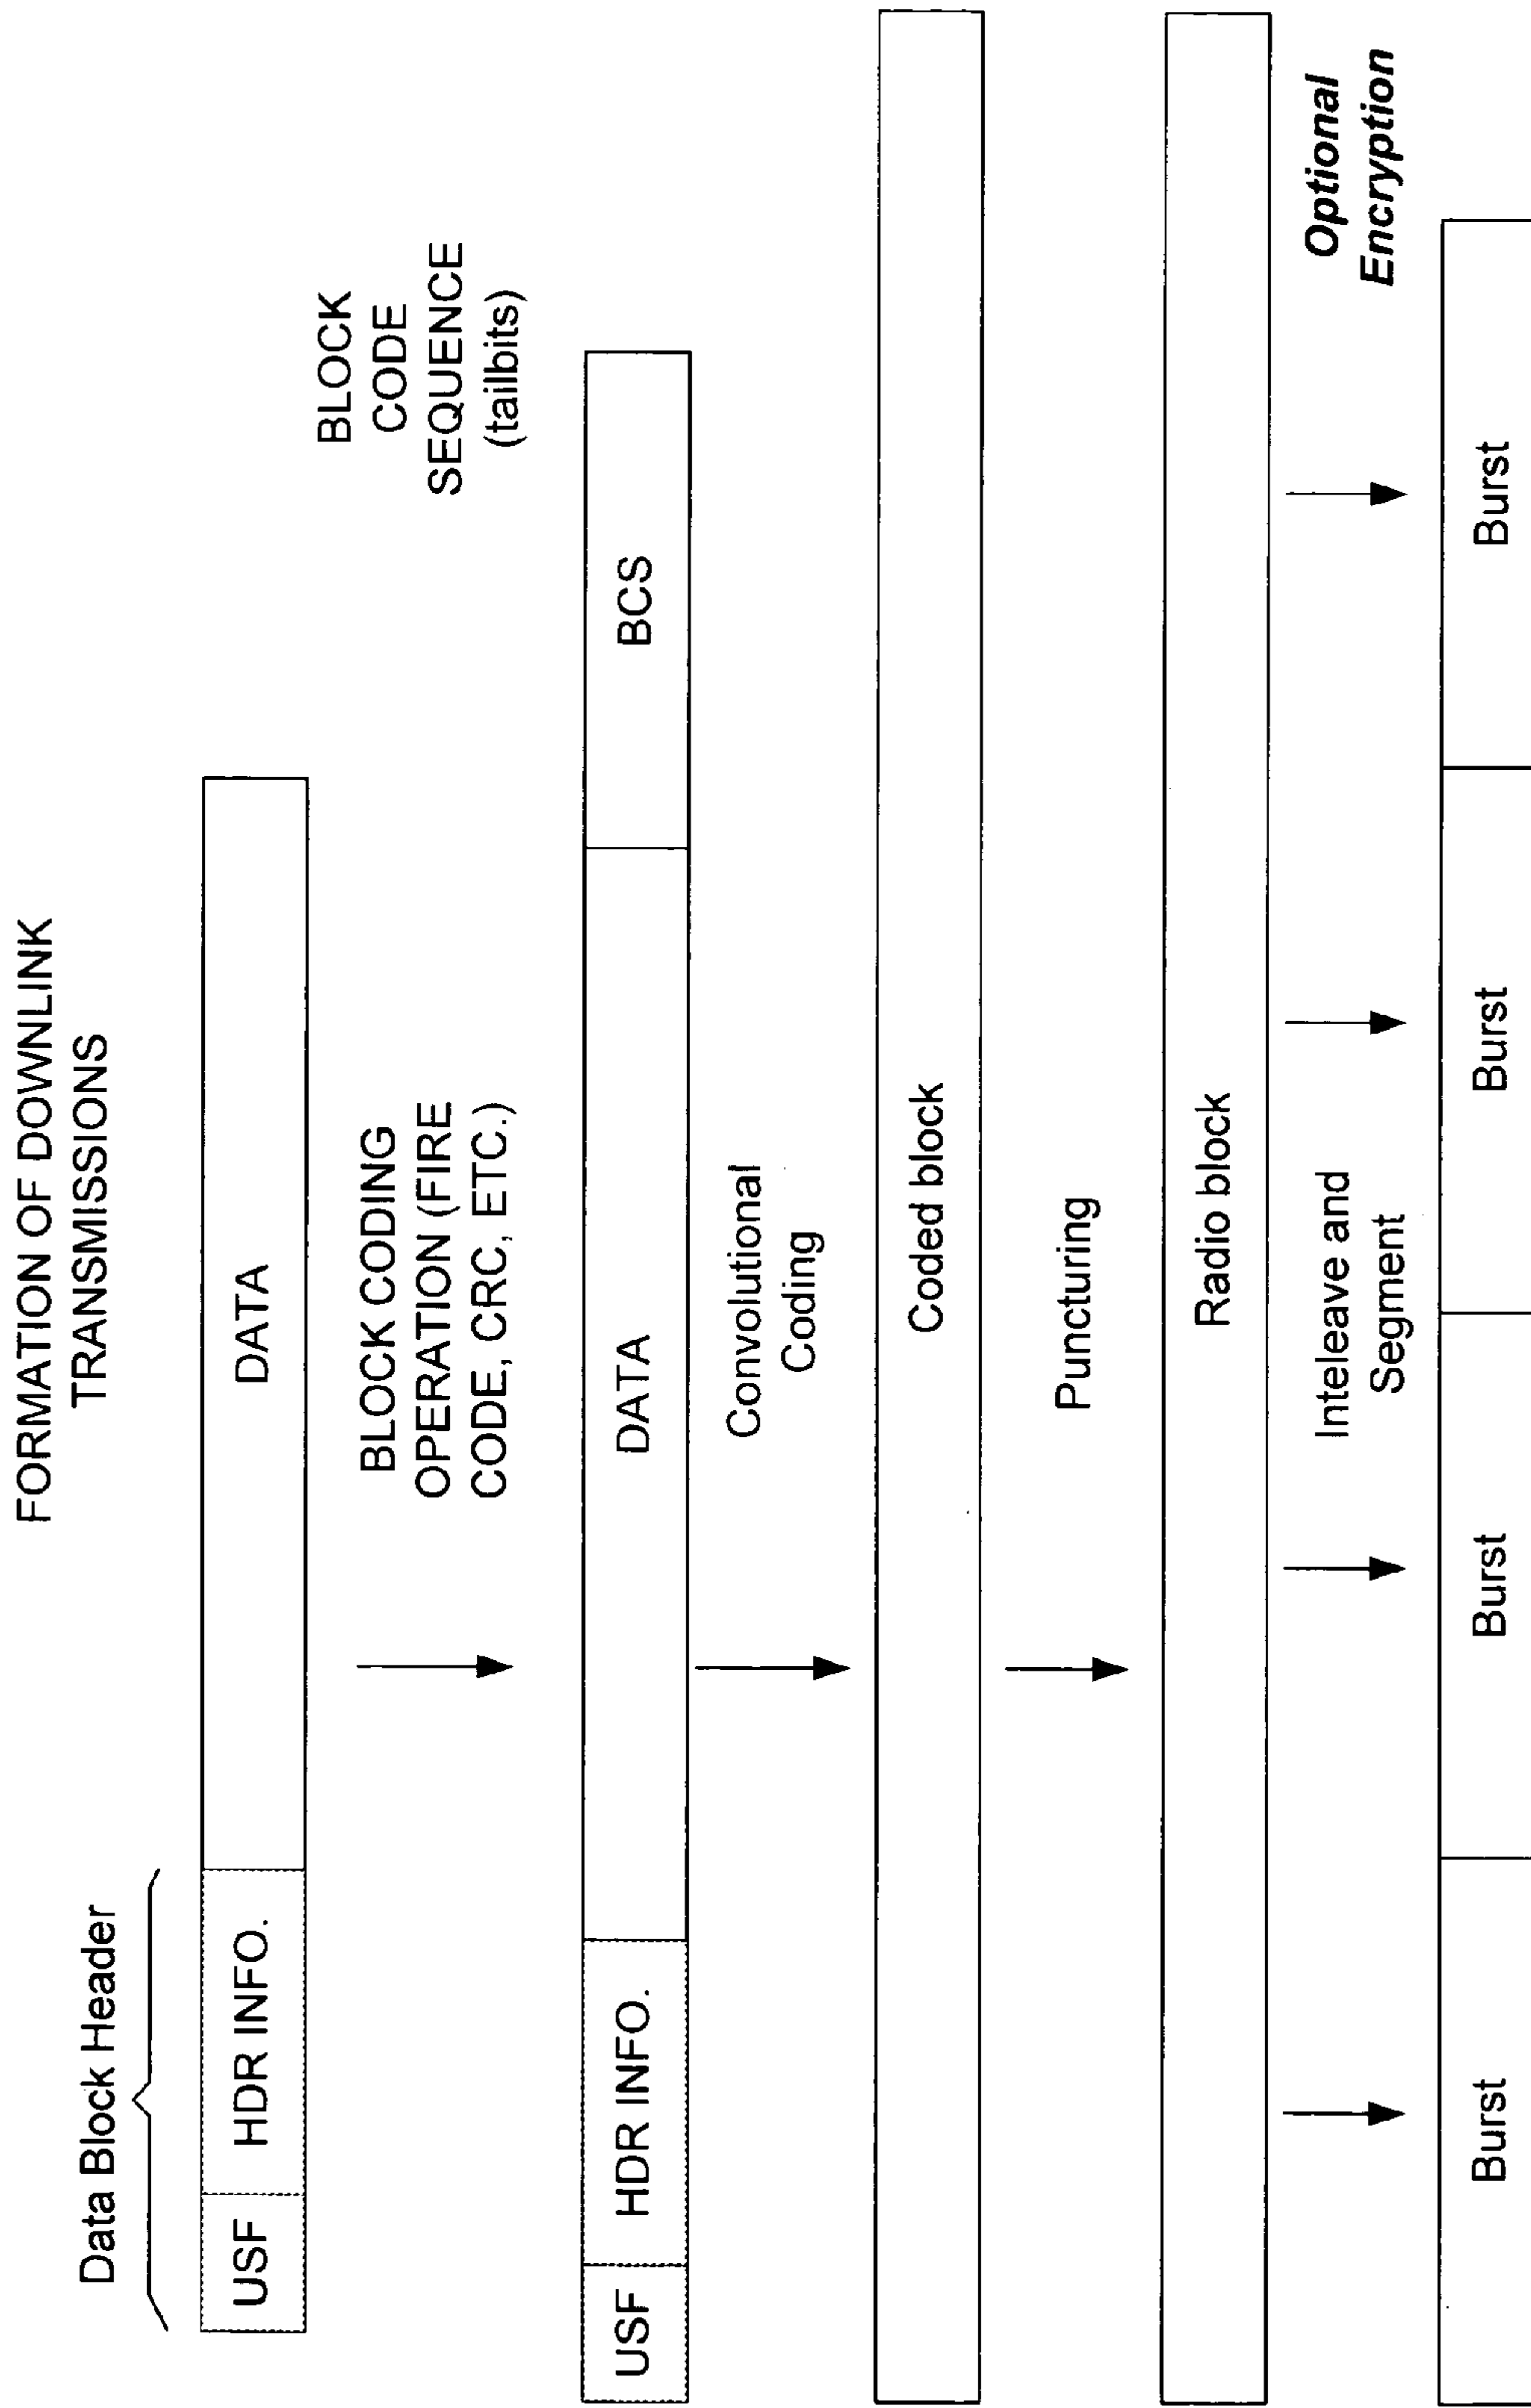 FORMATION OF DOWNLINK
TRANSMISSIONS
Data Block Header
USF
HDR INFO.
DATA
BLOCK CODING
OPERATION (FIRE
CODE, CRC, ETC.)
BLOCK
CODE
SEQUENCE
(tailbits)
USF
HDR INFO.
DATA
BCS
Convolutional
Coding
Coded block
Puncturing
Radio block
Inteleave and
Segment
Optional
Encryption
Burst
Burst
Burst
Burst